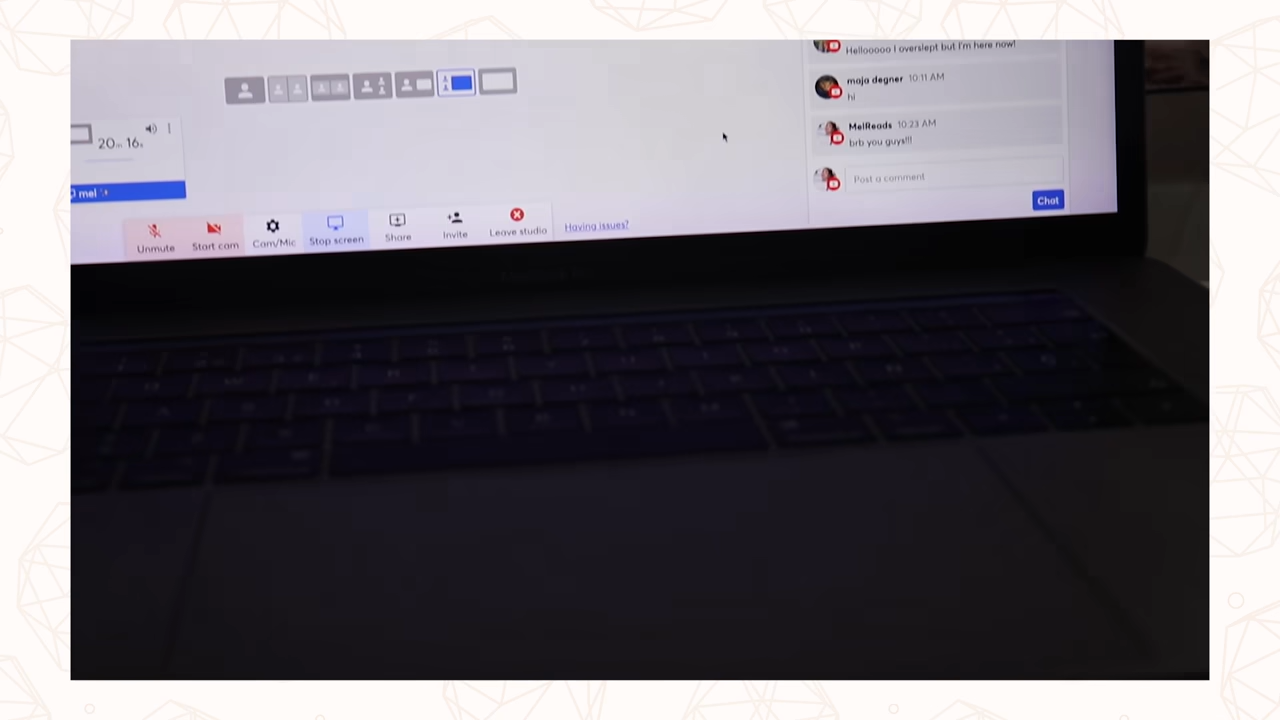 Hellooooo I overslept but I'm here now!
maja degner 10:11 AM
hi
MelReads 10:23 AM
brb you guys!!!
Post a comment
Chat
20m 16s
mel
Unmute
Start cam
Cam/Mic
Stop screen
Share
Invite
Leave studio
Having issues?